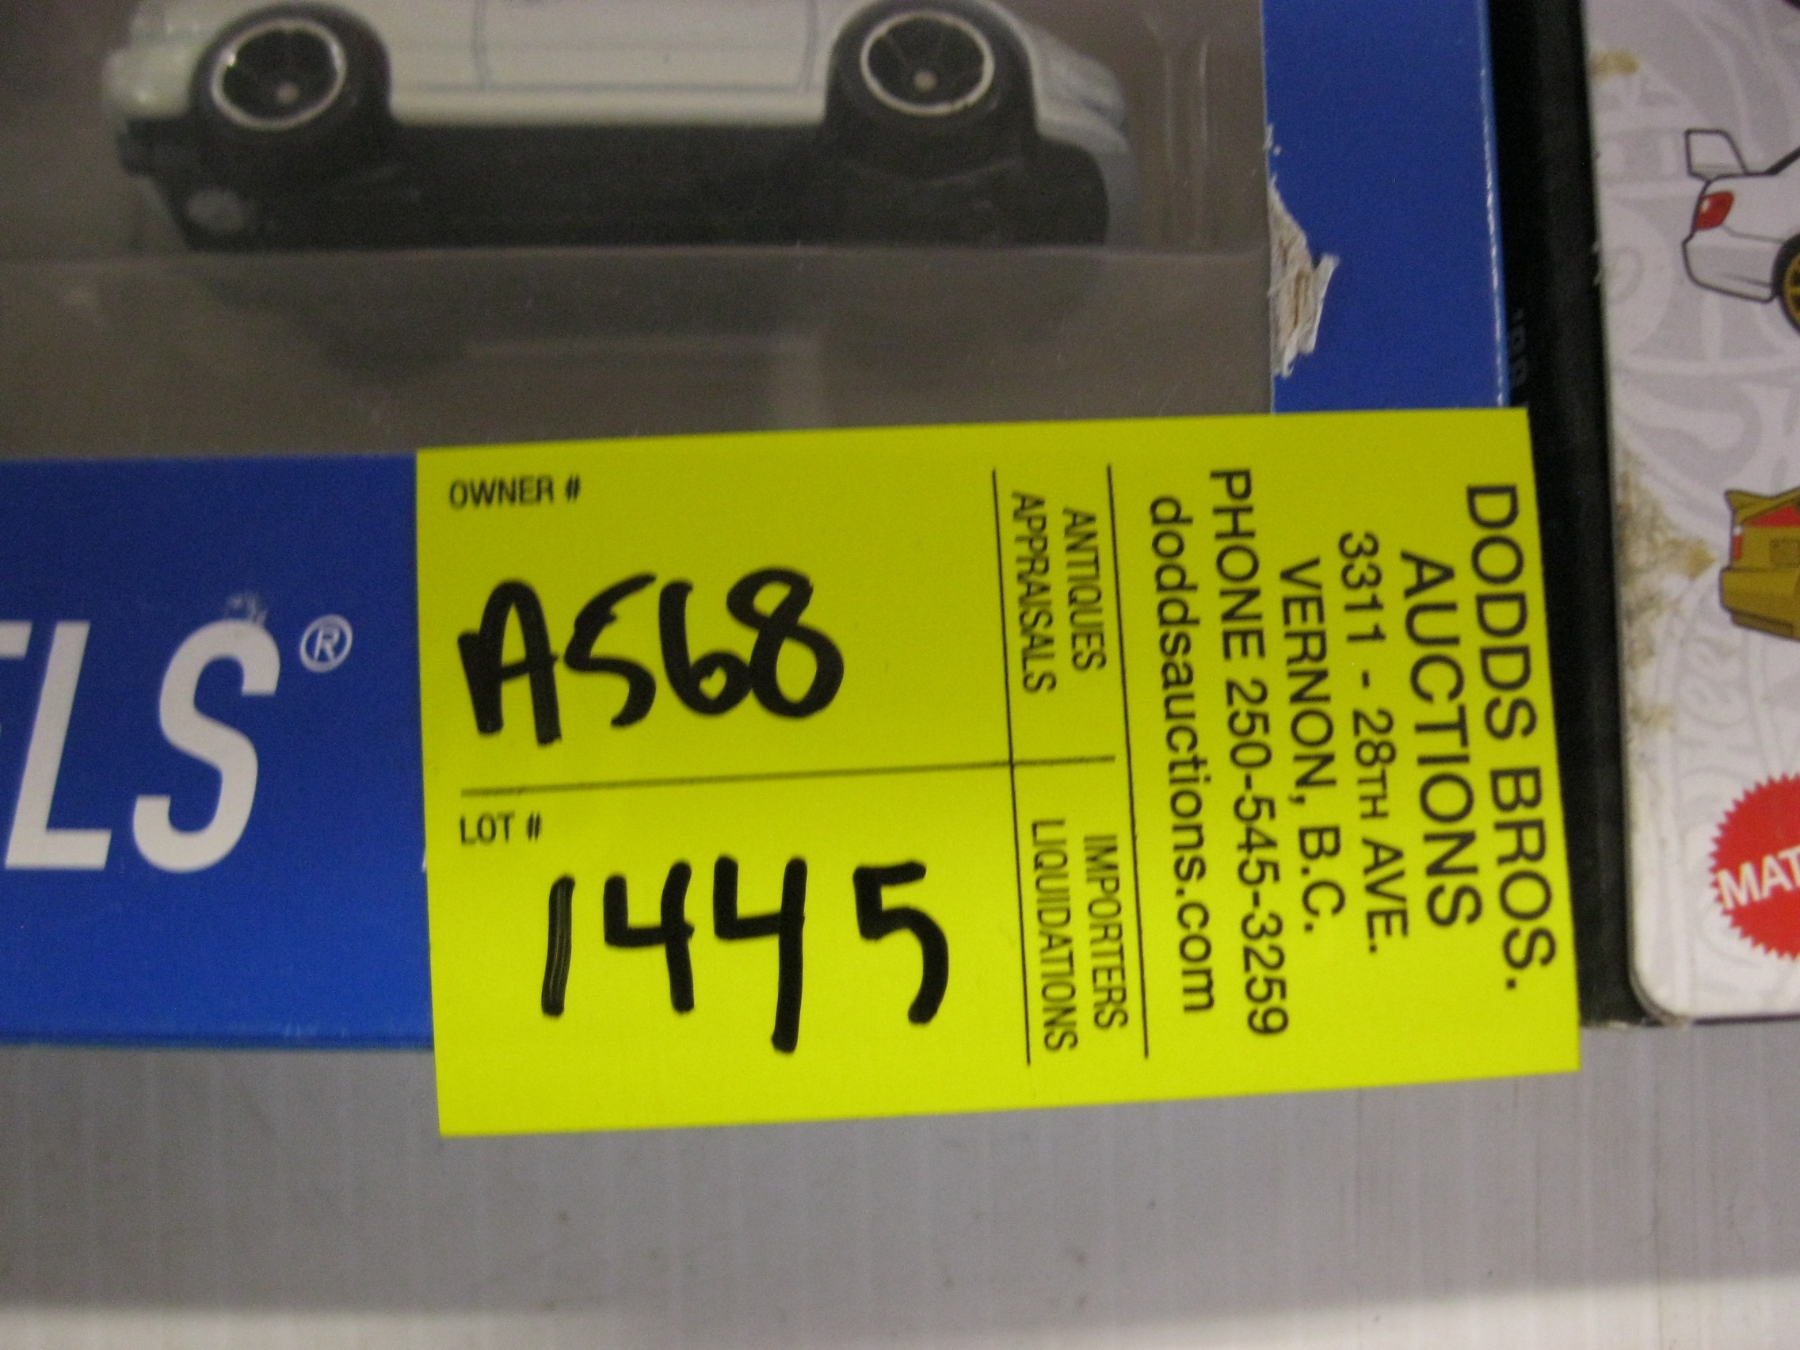 DODDS BROS.
AUCTIONS
3311 - 28TH AVE.
VERNON, B.C.
PHONE 250-545-3259
doddsauctions.com
ANTIQUES
APPRAISALS
IMPORTERS
LIQUIDATIONS
OWNER #
A568
LOT #
1445
ELS®
MAT